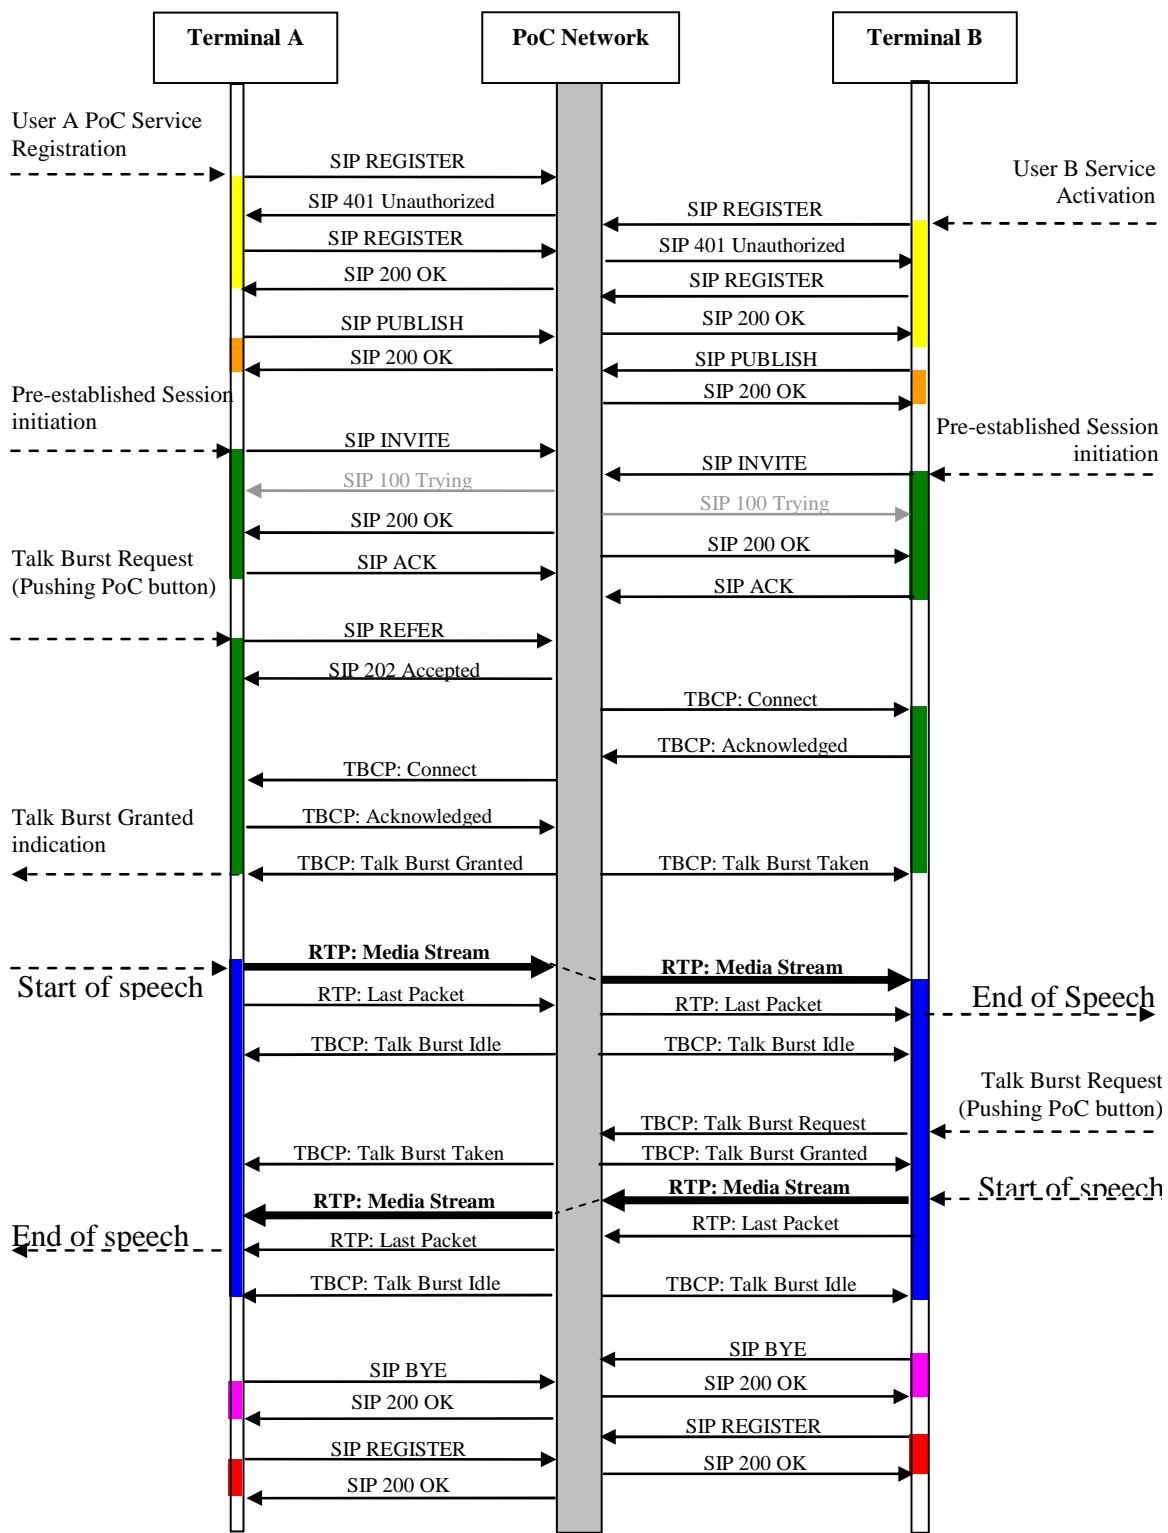 Terminal A
PoC Network
Terminal B
User A PoC Service
Registration
SIP REGISTER
User B Service
Activation
SIP 401 Unauthorized
SIP REGISTER
SIP REGISTER
SIP 401 Unauthorized
SIP 200 OK
SIP REGISTER
SIP PUBLISH
SIP 200 OK
SIP 200 OK
SIP PUBLISH
Pre-established Session
initiation
SIP 200 OK
SIP INVITE
Pre-established Session
initiation
SIP INVITE
SIP 100 Trying
SIP 100 Trying
SIP 200 OK
SIP 200 OK
Talk Burst Request
(Pushing PoC button)
SIP ACK
SIP ACK
SIP REFER
SIP 202 Accepted
TBCP: Connect
TBCP: Acknowledged
TBCP: Connect
Talk Burst Granted
indication
TBCP: Acknowledged
TBCP: Talk Burst Granted
TBCP: Talk Burst Taken
RTP: Media Stream
RTP: Media Stream
Start of speech
RTP: Last Packet
RTP: Last Packet
End of Speech
TBCP: Talk Burst Idle
TBCP: Talk Burst Idle
Talk Burst Request
(Pushing PoC button)
TBCP: Talk Burst Request
TBCP: Talk Burst Taken
TBCP: Talk Burst Granted
RTP: Media Stream
Start of speech
RTP: Media Stream
RTP: Last Packet
End of speech
RTP: Last Packet
TBCP: Talk Burst Idle
TBCP: Talk Burst Idle
SIP BYE
SIP BYE
SIP 200 OK
SIP 200 OK
SIP REGISTER
SIP REGISTER
SIP 200 OK
SIP 200 OK